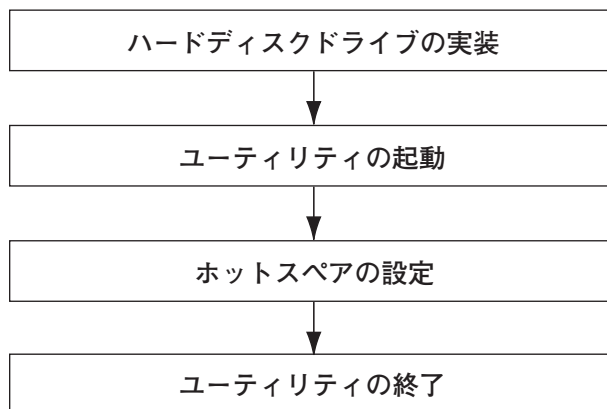 ハードディスクドライブの実装
ユーティリティの起動
ホットスペアの設定
ユーティリティの終了